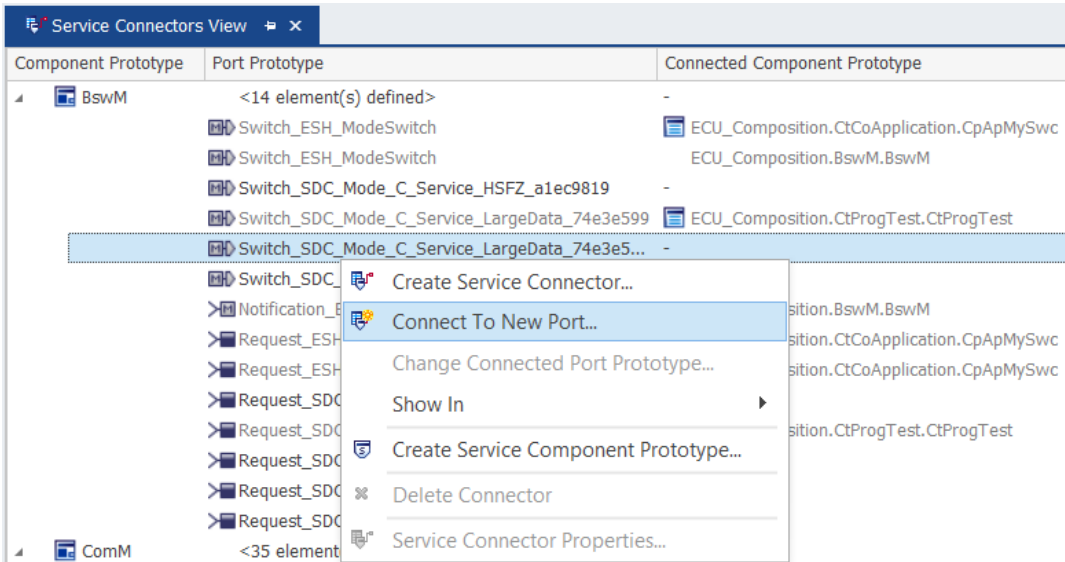 Service Connectors View
Component Prototype Port Prototype Connected Component Prototype
BswM <14 element(s) defined> -
Switch_ESH_ModeSwitch ECU_Composition.CtCoApplication.CpApMySwc
Switch_ESH_ModeSwitch ECU_Composition.BswM.BswM
Switch_SDC_Mode_C_Service_HSFZ_a1ec9819 -
Switch_SDC_Mode_C_Service_LargeData_74e3e599 ECU_Composition.CtProgTest.CtProgTest
Switch_SDC_Mode_C_Service_LargeData_74e3e5... -
Switch_SDC_
Create Service Connector...
Notification_E sition.BswM.BswM
Connect To New Port...
Request_ESH sition.CtCoApplication.CpApMySwc
Request_ESH sition.CtCoApplication.CpApMySwc
Change Connected Port Prototype...
Request_SDC
Show In
Request_SDC sition.CtProgTest.CtProgTest
Request_SDC
Create Service Component Prototype...
Request_SDC
Delete Connector
Request_SDC
Service Connector Properties...
ComM <35 element